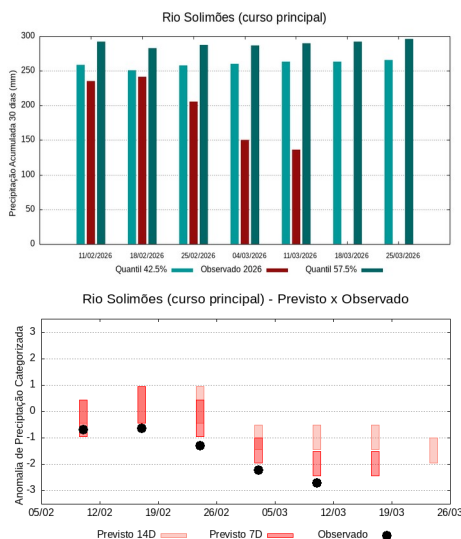 Rio Solimões (curso principal)
Precipitação Acumulada 30 dias (mm)
300
250
200
150
100
50
0
11/02/2026 18/02/2026 25/02/2026 04/03/2026 11/03/2026 18/03/2026 25/03/2026
Quantil 42.5% Observado 2026 Quantil 57.5%
Rio Solimões (curso principal) - Previsto x Observado
Anomalia de Precipitação Categorizada
3
2
1
0
-1
-2
-3
05/02 12/02 19/02 26/02 05/03 12/03 19/03 26/03
Previsto 14D Previsto 7D Observado